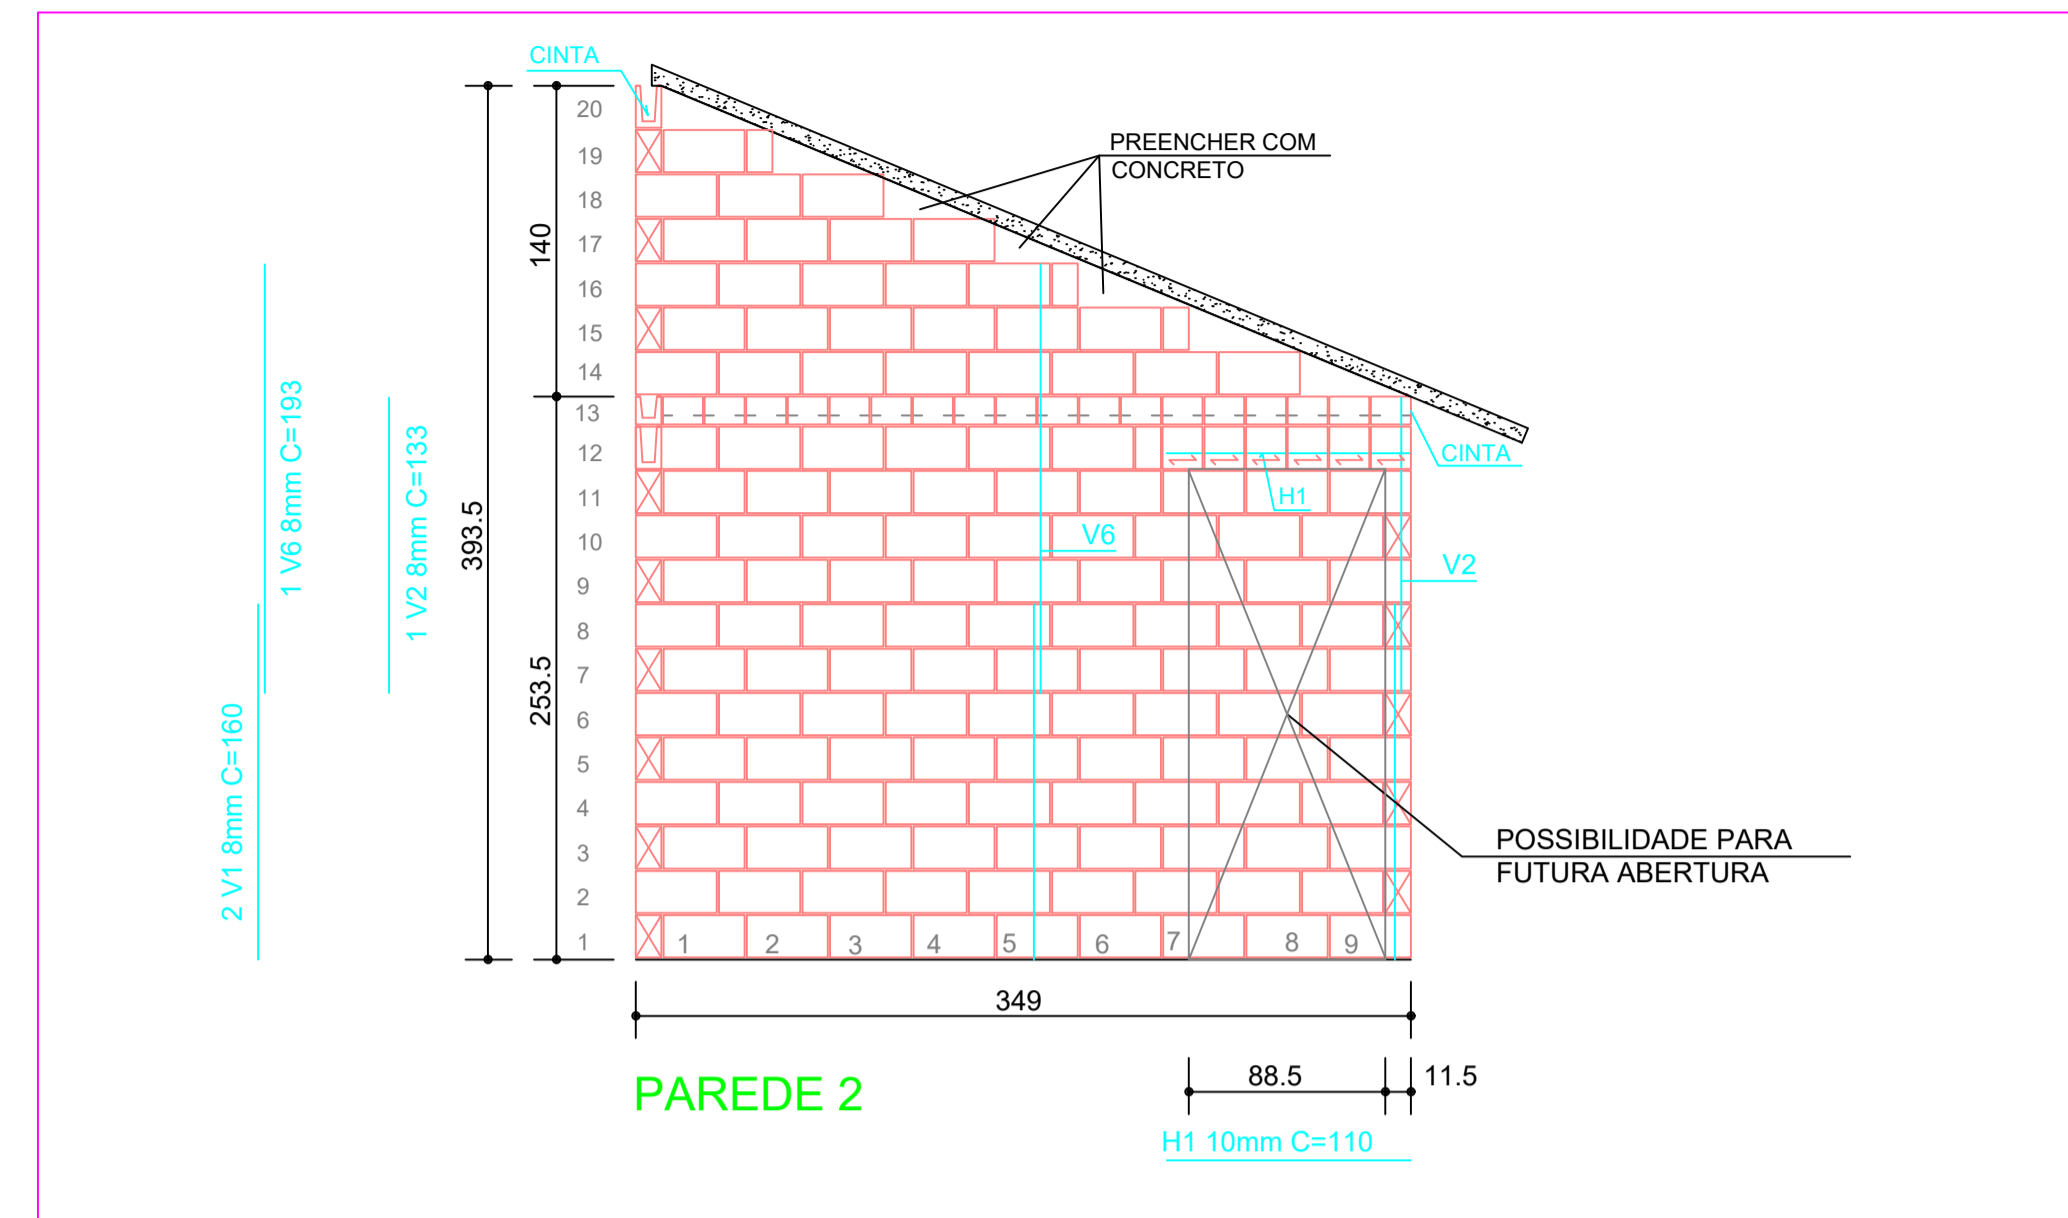 CINTA
20
19
18
17
16
15
14
13
12
11
10
9
8
7
6
5
4
3
2
1
140
253.5
393.5
PREENCHER COM
CONCRETO
CINTA
H1
V6
V2
1 V6 8mm C=193
1 V2 8mm C=133
2 V1 8mm C=160
POSSIBILIDADE PARA
FUTURA ABERTURA
1 2 3 4 5 6 7 8 9
349
88.5 11.5
PAREDE 2
H1 10mm C=110